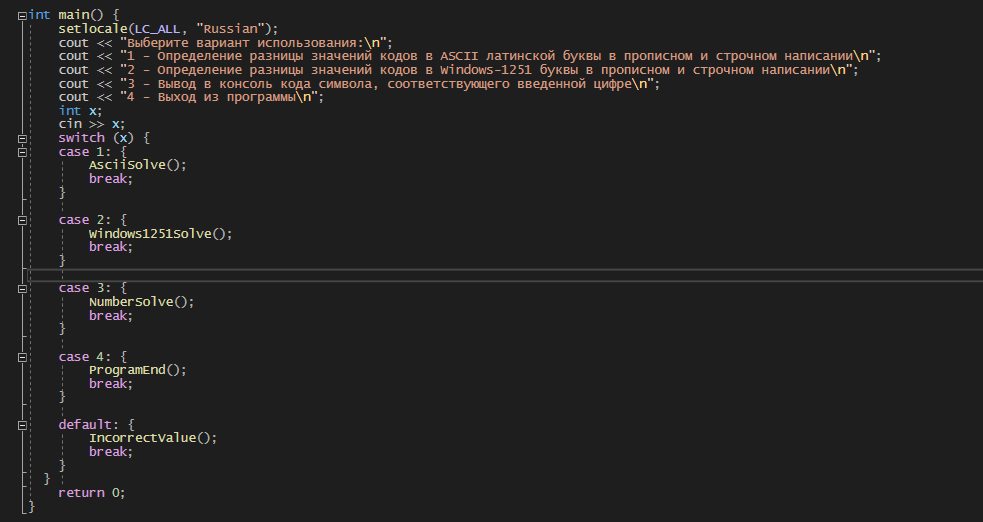 int main() {
setlocale(LC_ALL, "Russian");
cout << "Выберите вариант использования:\n";
cout << "1 - Определение разницы значений кодов в ASCII латинской буквы в прописном и строчном написании\n";
cout << "2 - Определение разницы значений кодов в Windows-1251 буквы в прописном и строчном написании\n";
cout << "3 - Вывод в консоль кода символа, соответствующего введенной цифре\n";
cout << "4 - Выход из программы\n";
int x;
cin >> x;
switch (x) {
case 1: {
AsciiSolve();
break;
}
case 2: {
Windows1251Solve();
break;
}
case 3: {
NumberSolve();
break;
}
case 4: {
ProgramEnd();
break;
}
default: {
IncorrectValue();
break;
}
}
return 0;
}